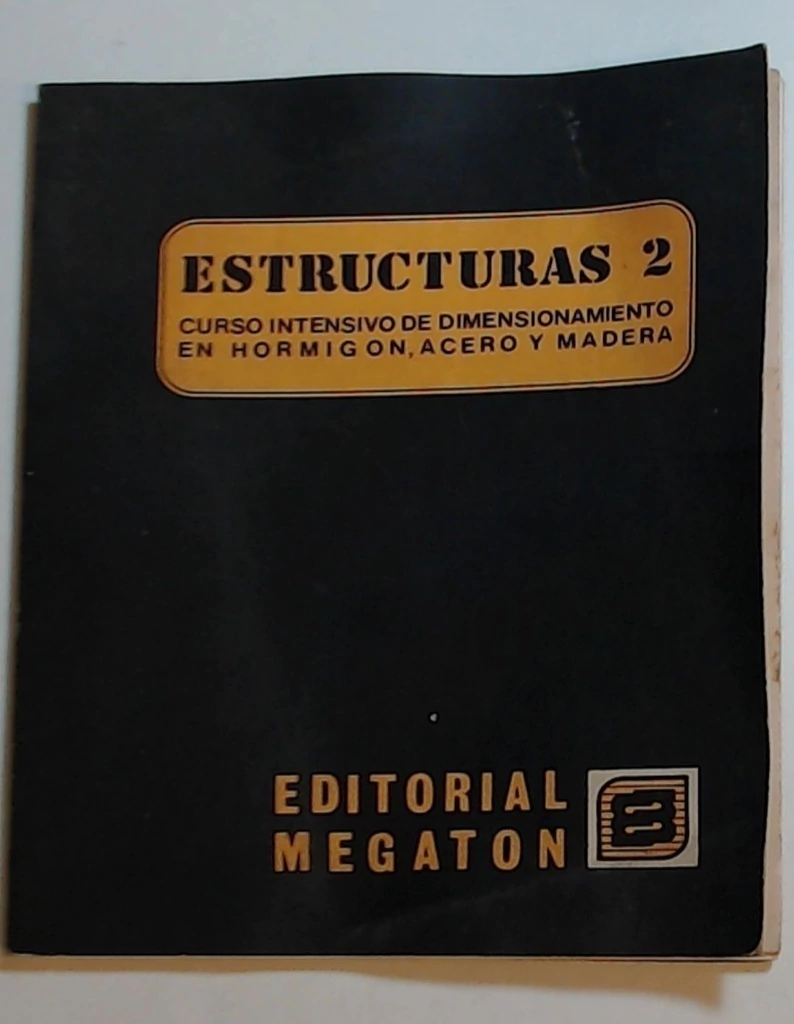 ESTRUCTURAS 2
CURSO INTENSIVO DE DIMENSIONAMIENTO
EN HORMIGON, ACERO Y MADERA
EDITORIAL
MEGATON